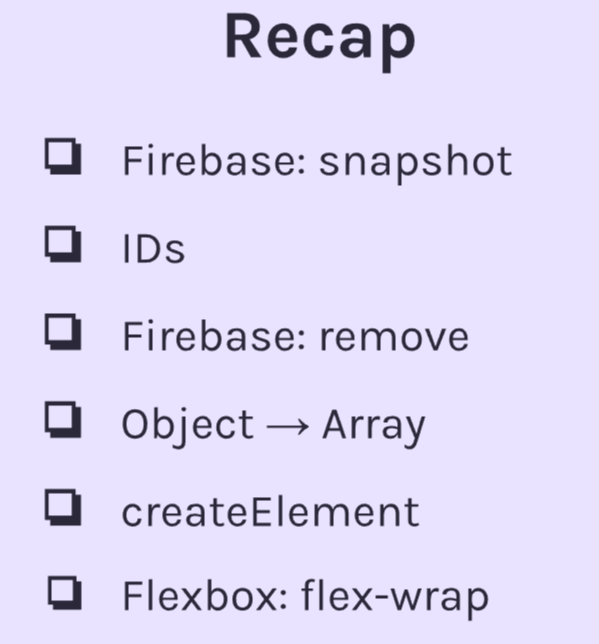 Recap
Firebase: snapshot
IDs
Firebase: remove
Object → Array
createElement
Flexbox: flex-wrap